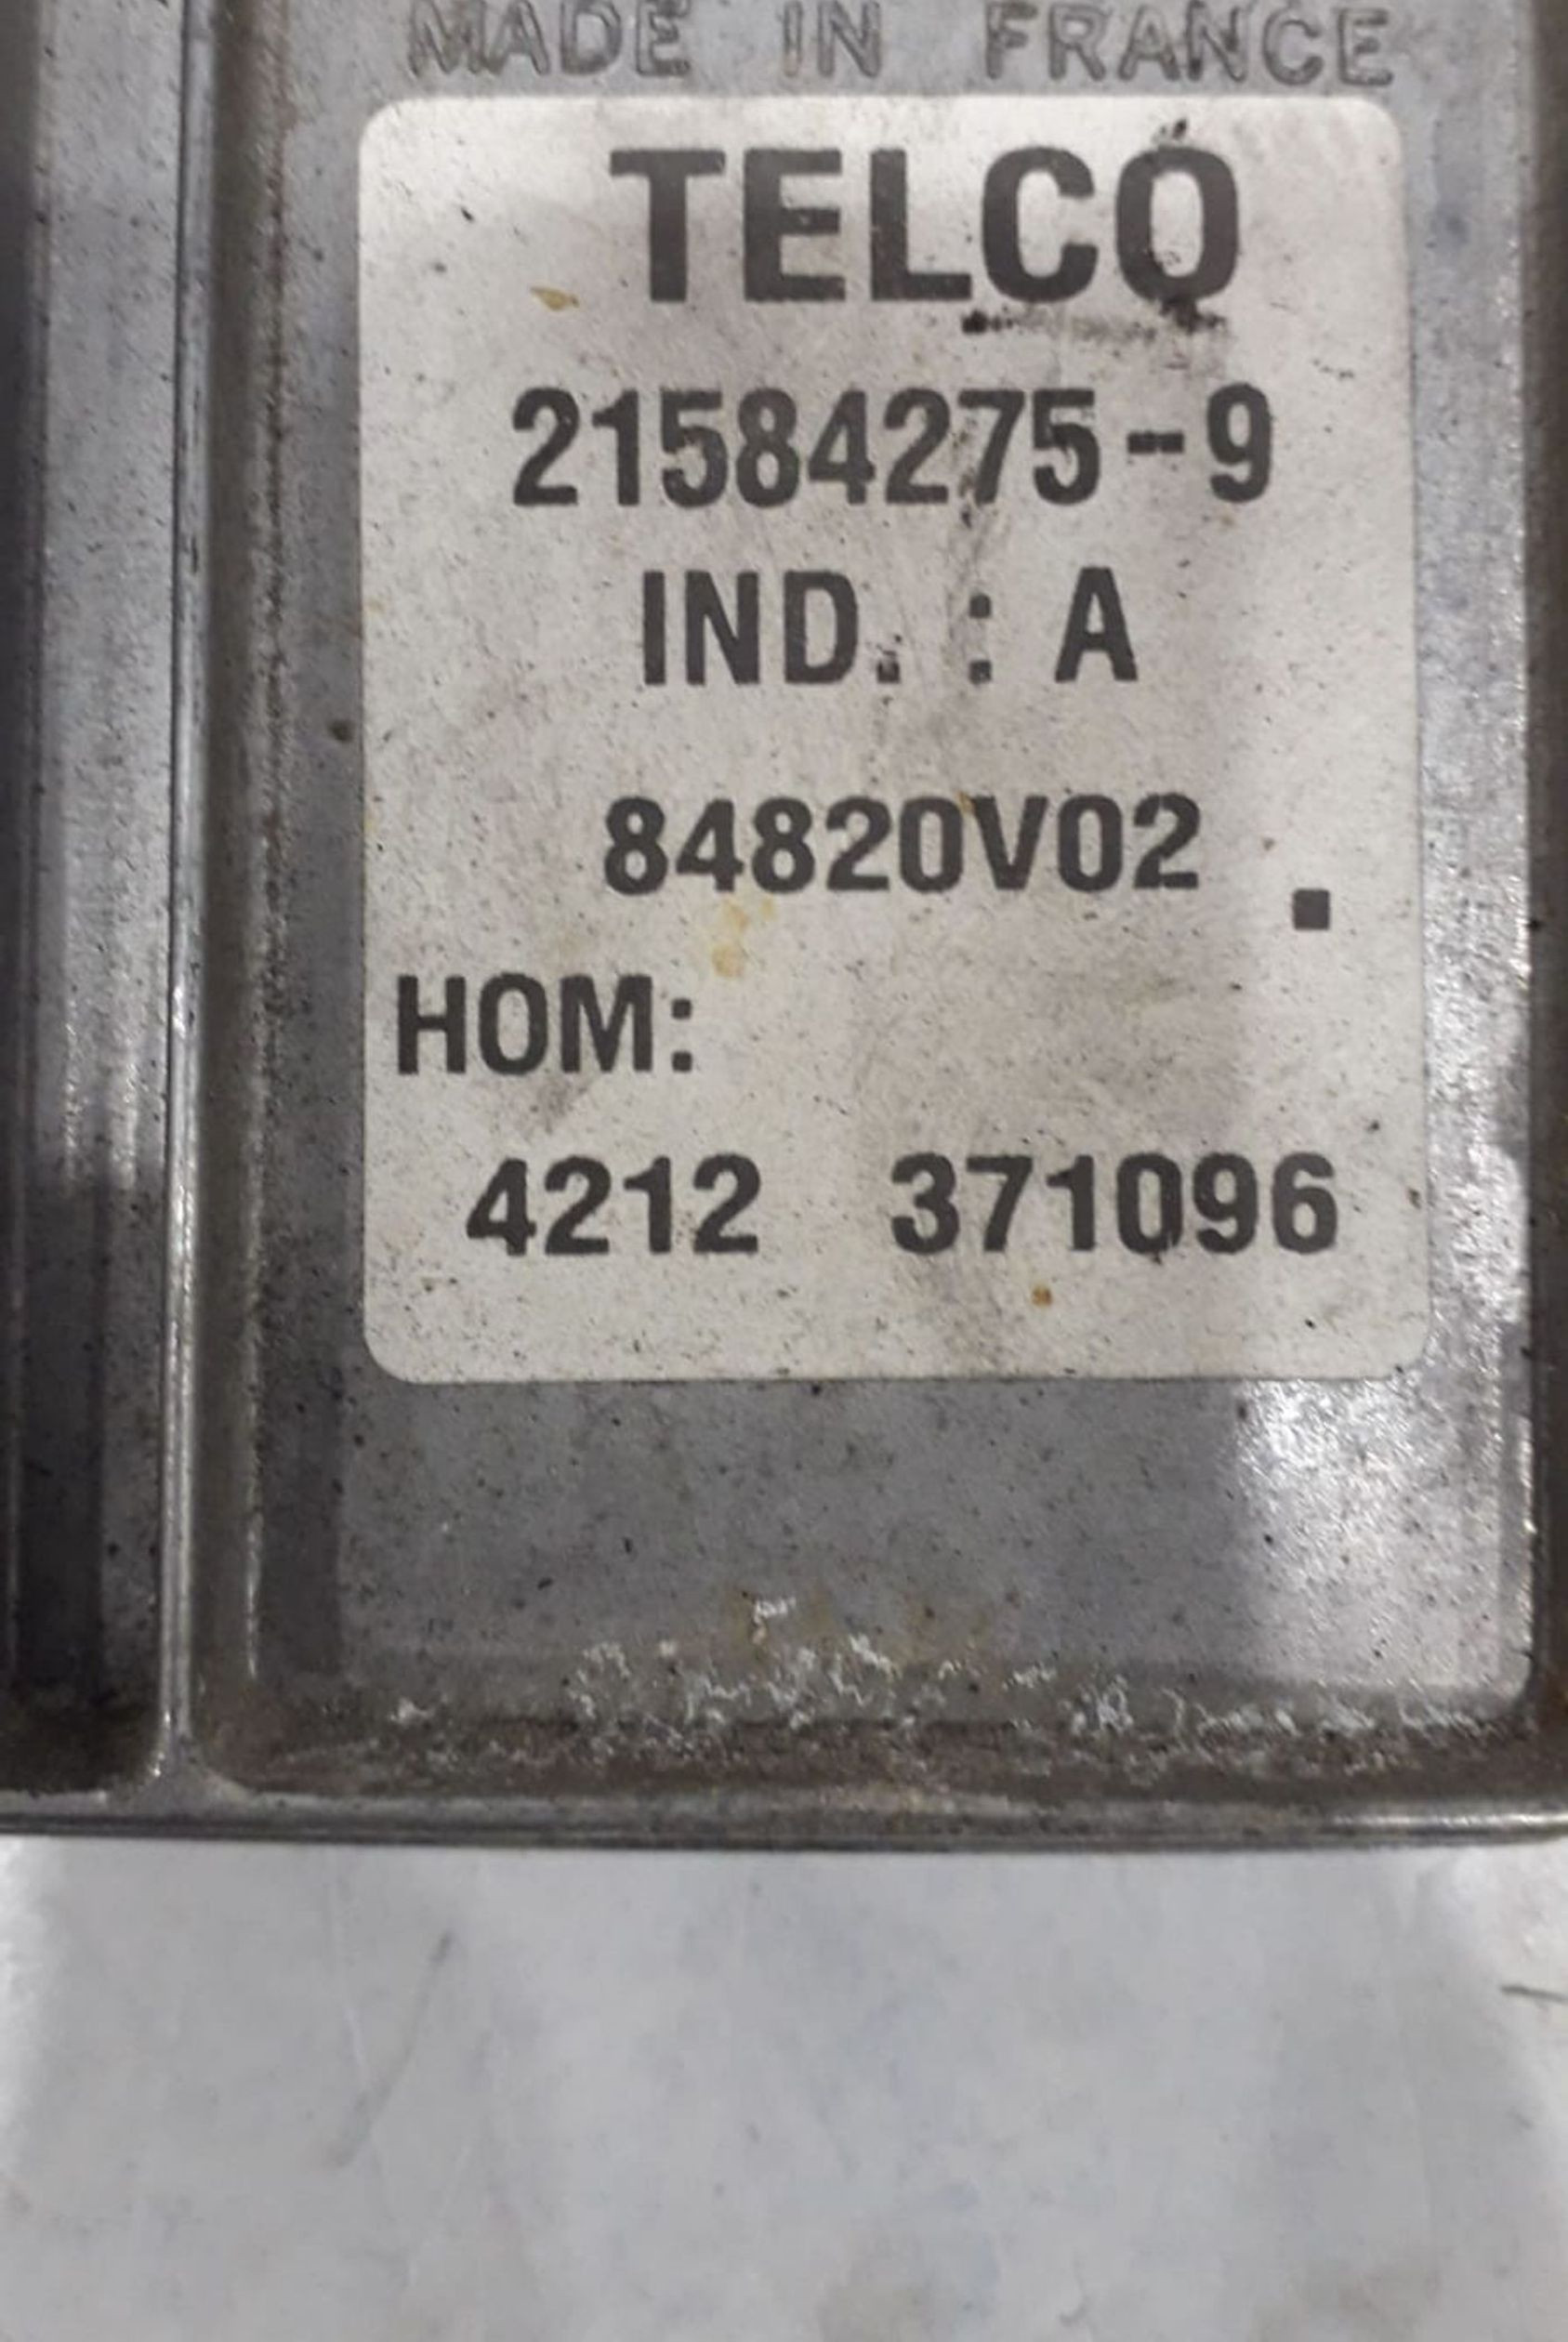 MADE IN FRANCE
TELCO
21584275-9
IND. : A
84820V02
HOM:
4212 371096